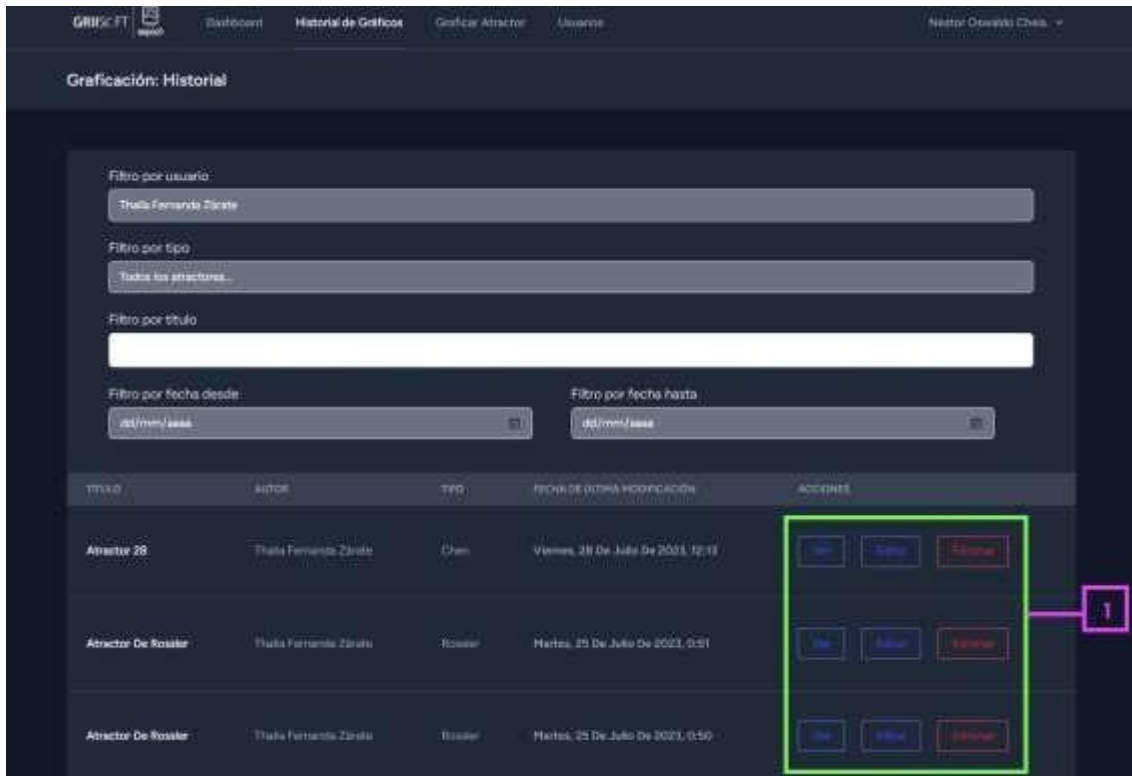 GRIISOFT espoch Dashboard Historial de Gráficos Graficar Atractor Usuarios
Graficación: Historial
Filtro por usuario
Thalia Fernanda Zárate
Filtro por tipo
Todos los atractores...
Filtro por título
Filtro por fecha desde Filtro por fecha hasta
dd/mm/aaaa dd/mm/aaaa
TÍTULO AUTOR TIPO FECHA DE ÚLTIMA MODIFICACIÓN ACCIONES
Atractor 28 Thalia Fernanda Zárate Chen Viernes, 28 De Julio De 2023, 12:13 Ver Editar Eliminar
1
Atractor De Rossler Thalia Fernanda Zárate Rossler Martes, 25 De Julio De 2023, 0:51 Ver Editar Eliminar
Atractor De Rossler Thalia Fernanda Zárate Rossler Martes, 25 De Julio De 2023, 0:50 Ver Editar Eliminar